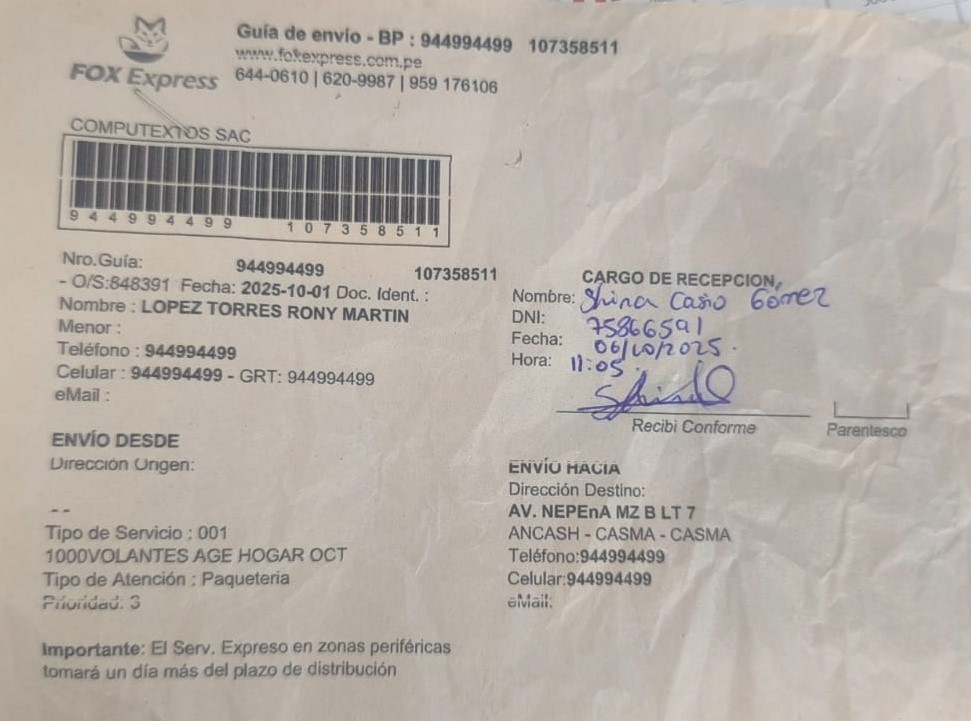 FOX Express
Guía de envío - BP : 944994499 107358511
www.foxexpress.com.pe
644-0610 | 620-9987 | 959 176106
COMPUTEXTOS SAC
944994499 107358511
Nro.Guía: 944994499 107358511
- O/S:848391 Fecha: 2025-10-01 Doc. Ident. :
Nombre : LOPEZ TORRES RONY MARTIN
Menor :
Teléfono : 944994499
Celular : 944994499 - GRT: 944994499
eMail :
CARGO DE RECEPCION,
Nombre: Shina Casio Gomez
DNI: 75866591
Fecha: 06/10/2025.
Hora: 11:05.
Recibi Conforme
Parentesco
ENVÍO DESDE
Dirección Origen:
--
Tipo de Servicio : 001
1000VOLANTES AGE HOGAR OCT
Tipo de Atención : Paqueteria
Prioridad: 3
ENVÍO HACIA
Dirección Destino:
AV. NEPEnA MZ B LT 7
ANCASH - CASMA - CASMA
Teléfono:944994499
Celular:944994499
eMail:
Importante: El Serv. Expreso en zonas periféricas
tomará un día más del plazo de distribución